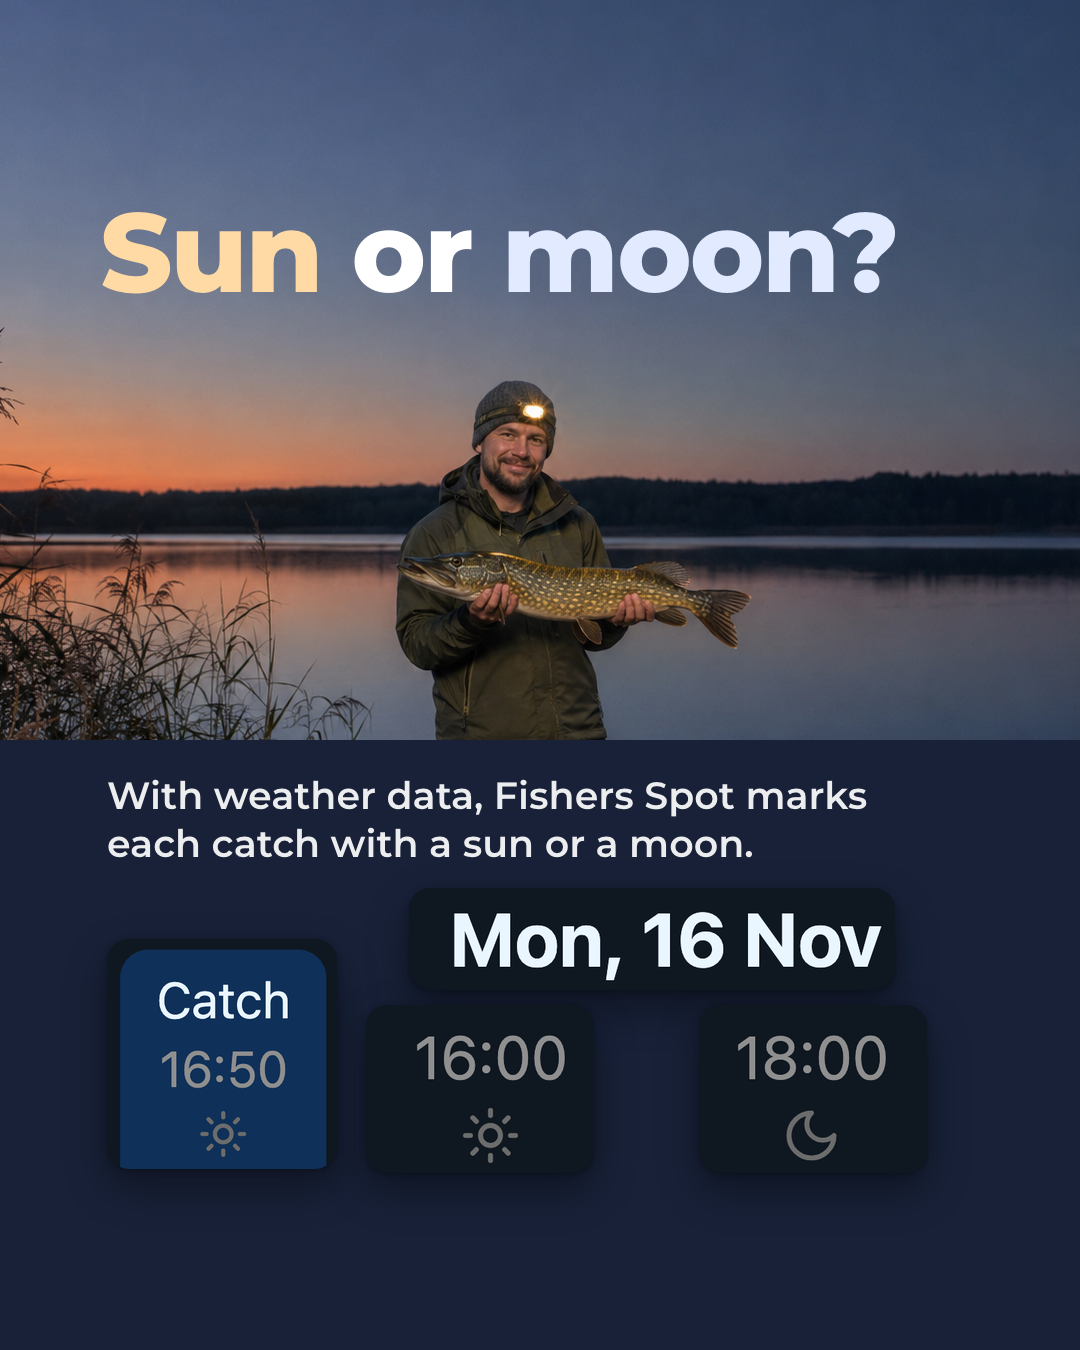 Sun or moon?
With weather data, Fishers Spot marks
each catch with a sun or a moon.
Mon, 16 Nov
Catch
16:50
16:00
18:00